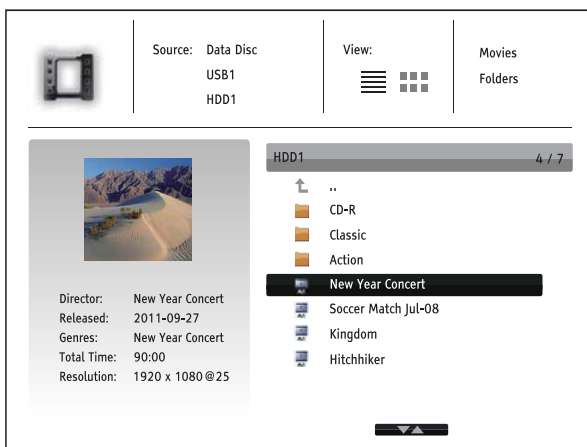 Source: Data Disc
USB1
HDD1
View:
Movies
Folders
HDD1 4 / 7
..
CD-R
Classic
Action
New Year Concert
Soccer Match Jul-08
Kingdom
Hitchhiker
Director: New Year Concert
Released: 2011-09-27
Genres: New Year Concert
Total Time: 90:00
Resolution: 1920 x 1080@25